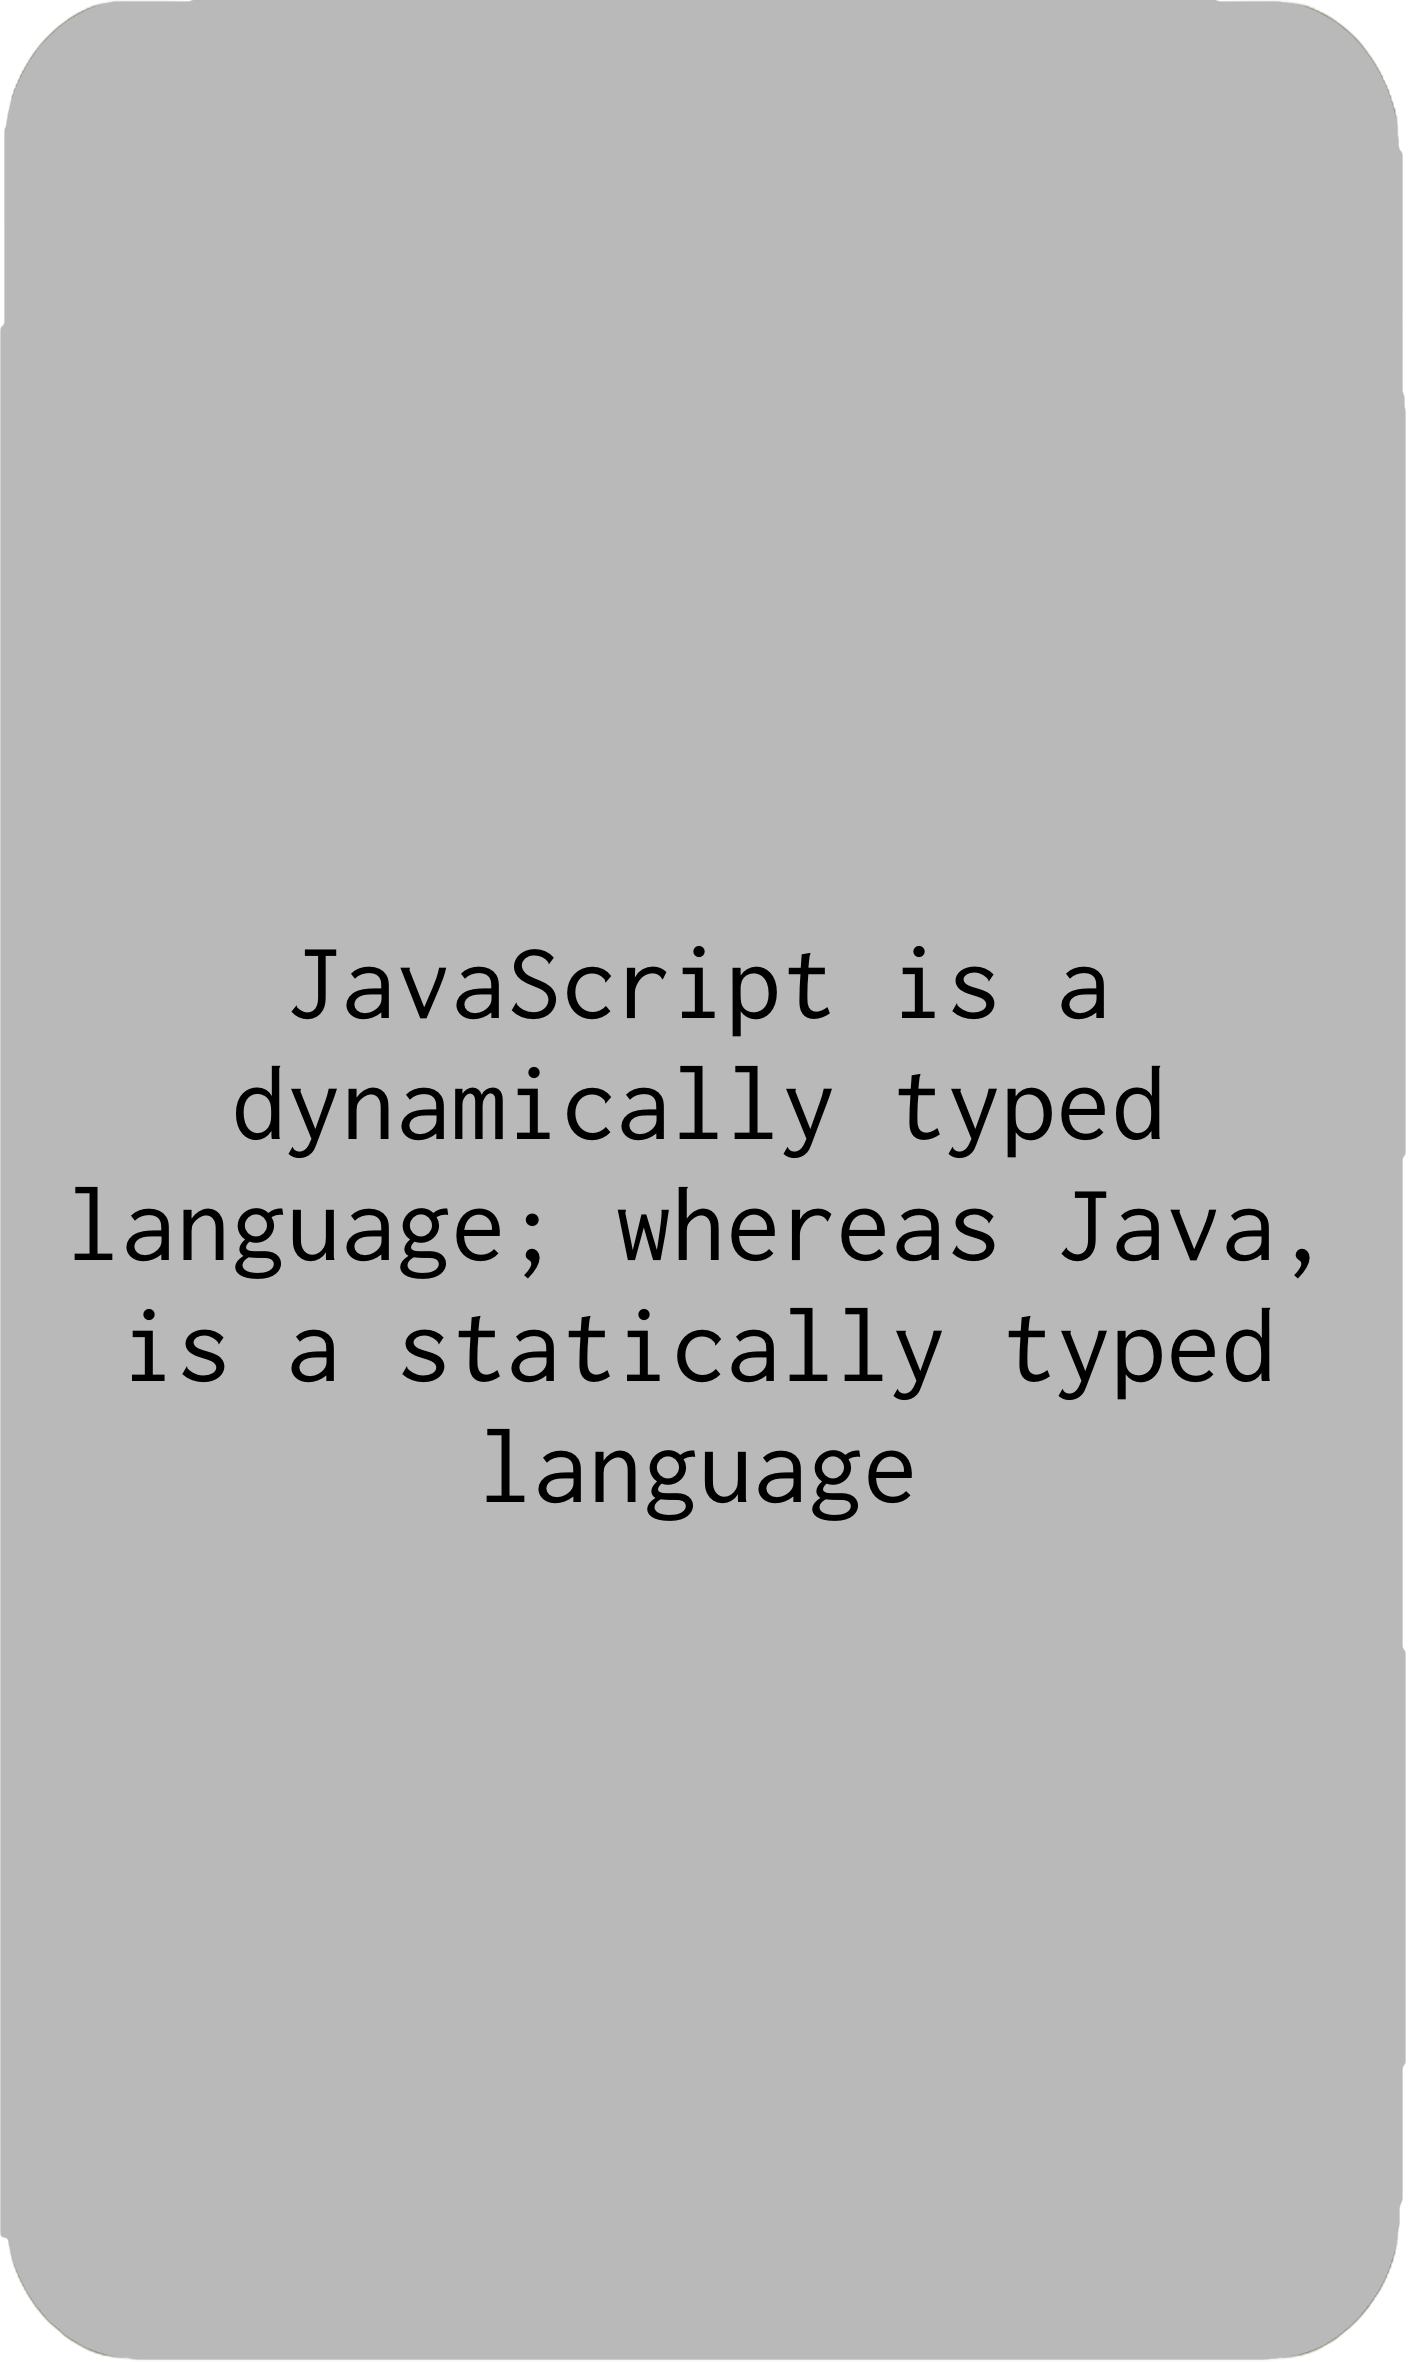 JavaScript is a
dynamically typed
language; whereas Java,
is a statically typed
language